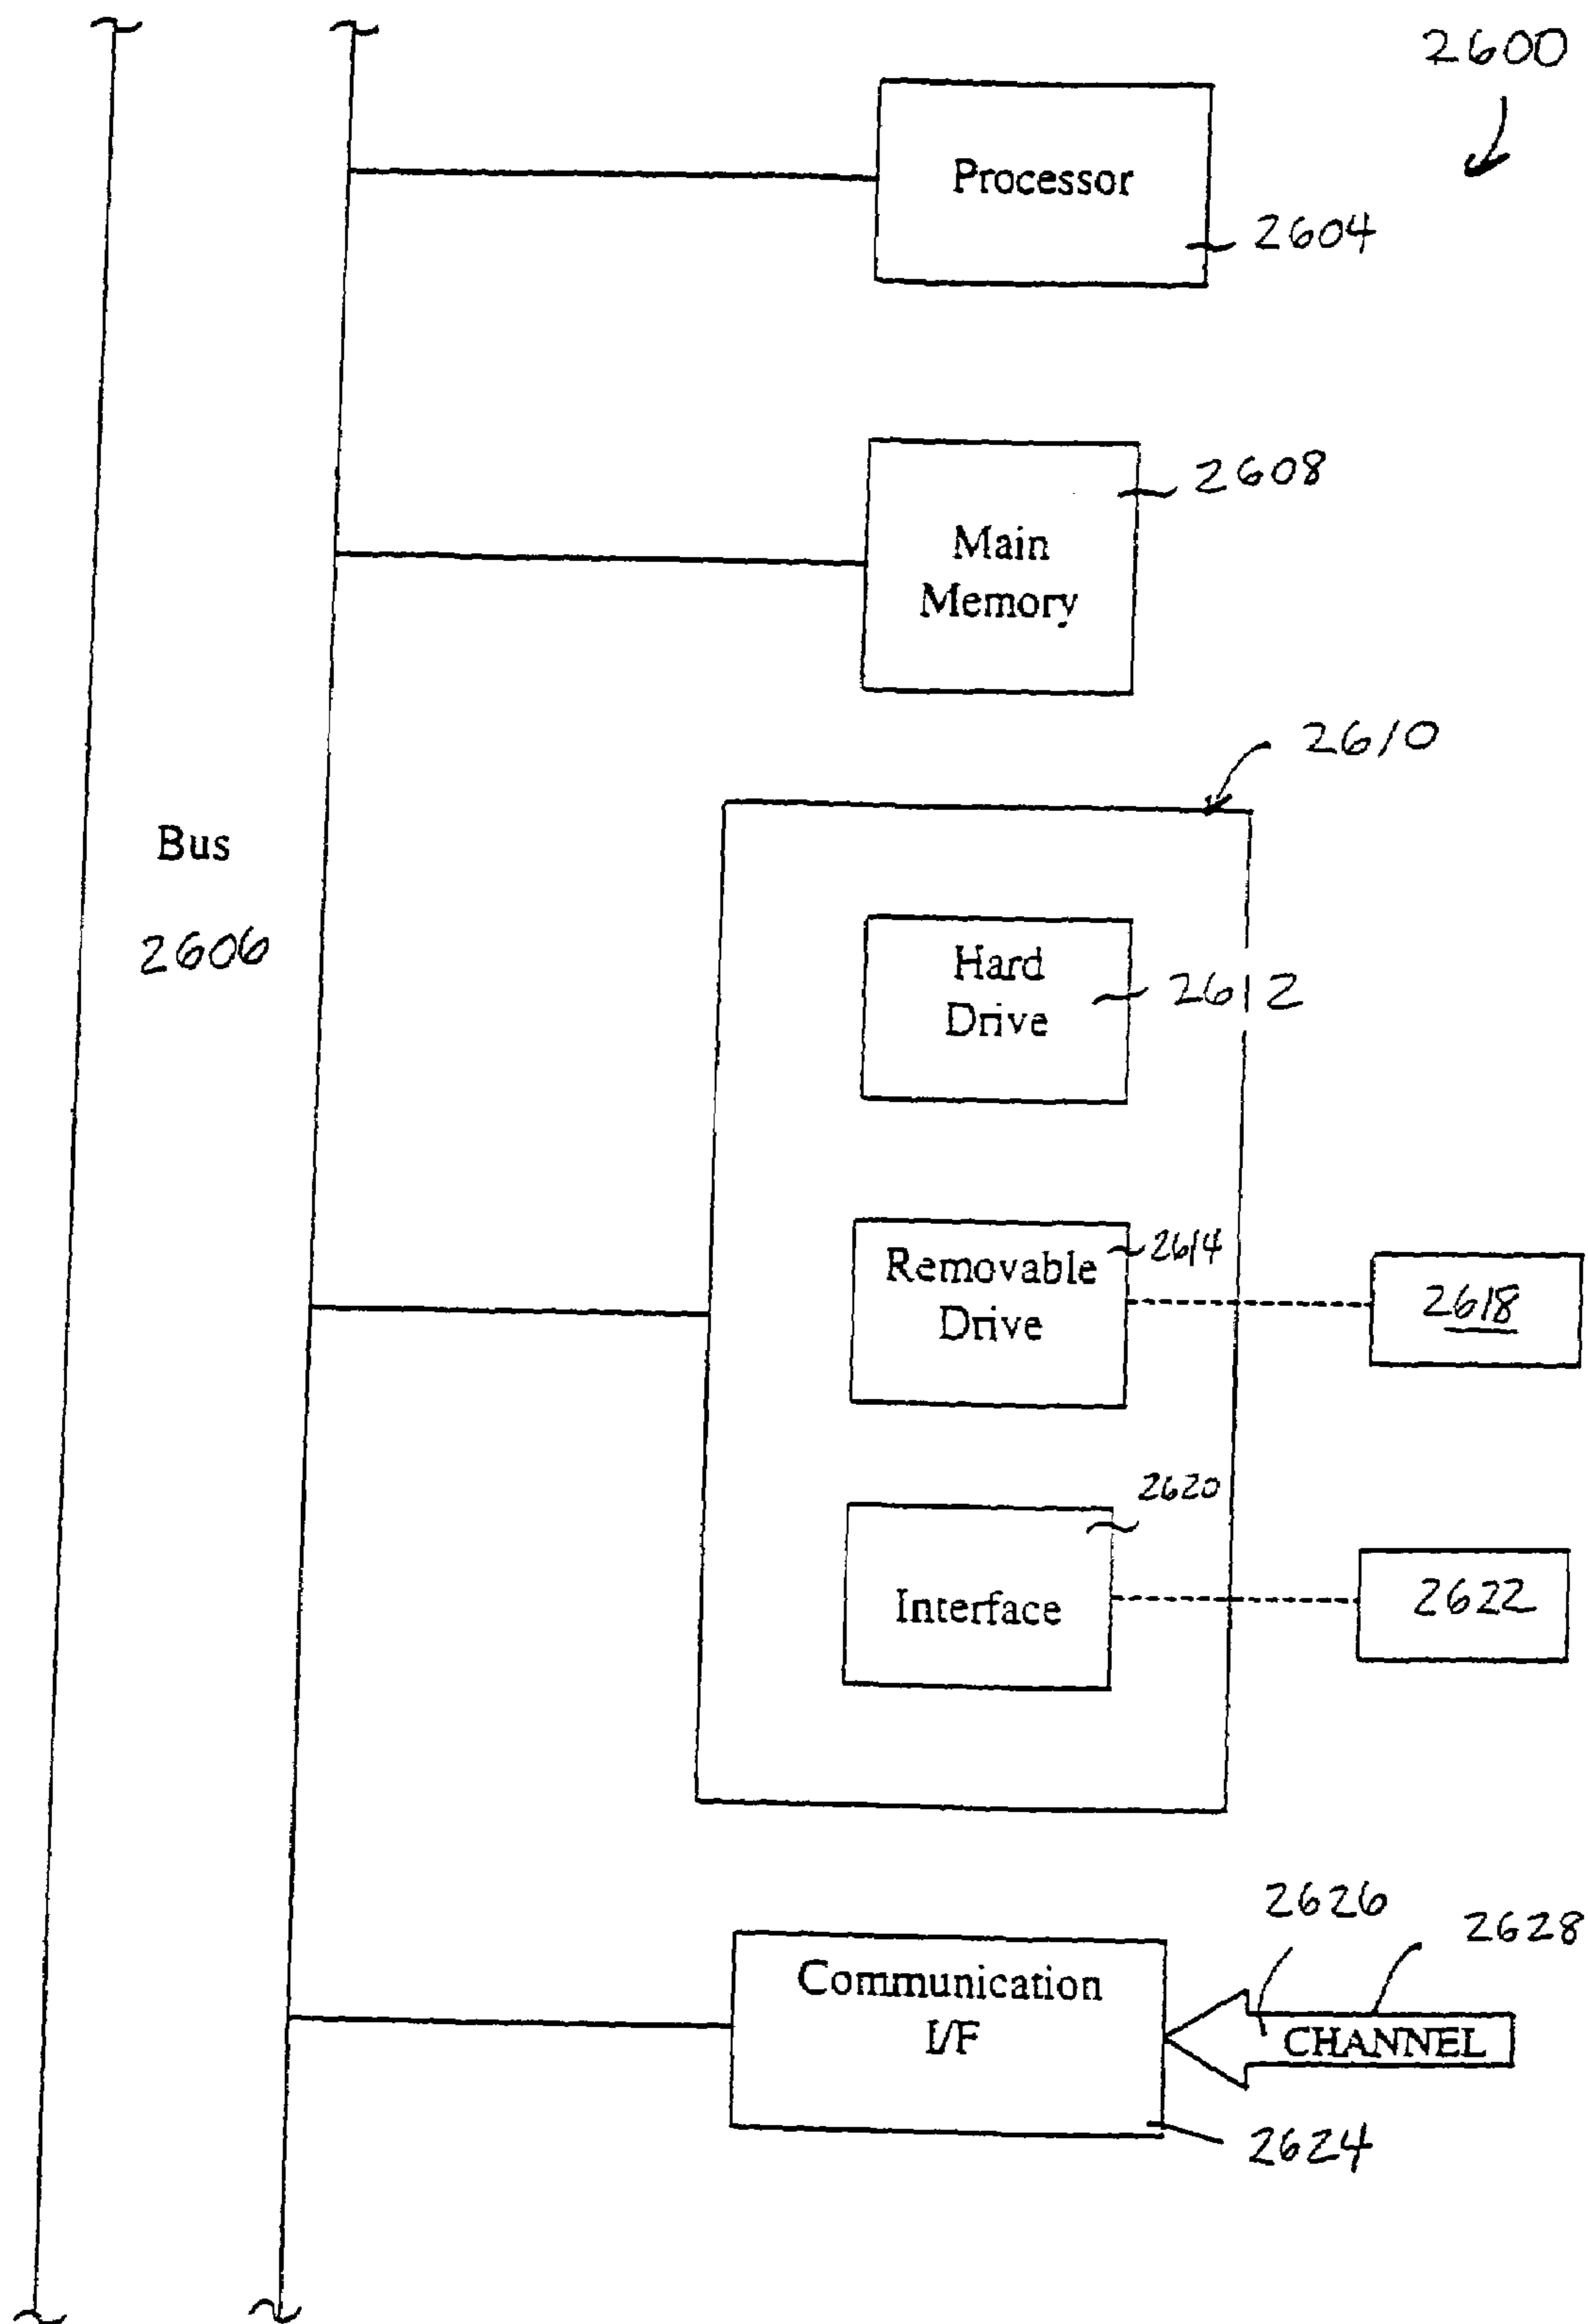 2600
Processor
2604
2608
Main
Memory
2610
Bus
2606
Hard
Drive
2612
Removable
Drive
2614
2618
2620
Interface
2622
2626
2628
Communication
I/F
CHANNEL
2624